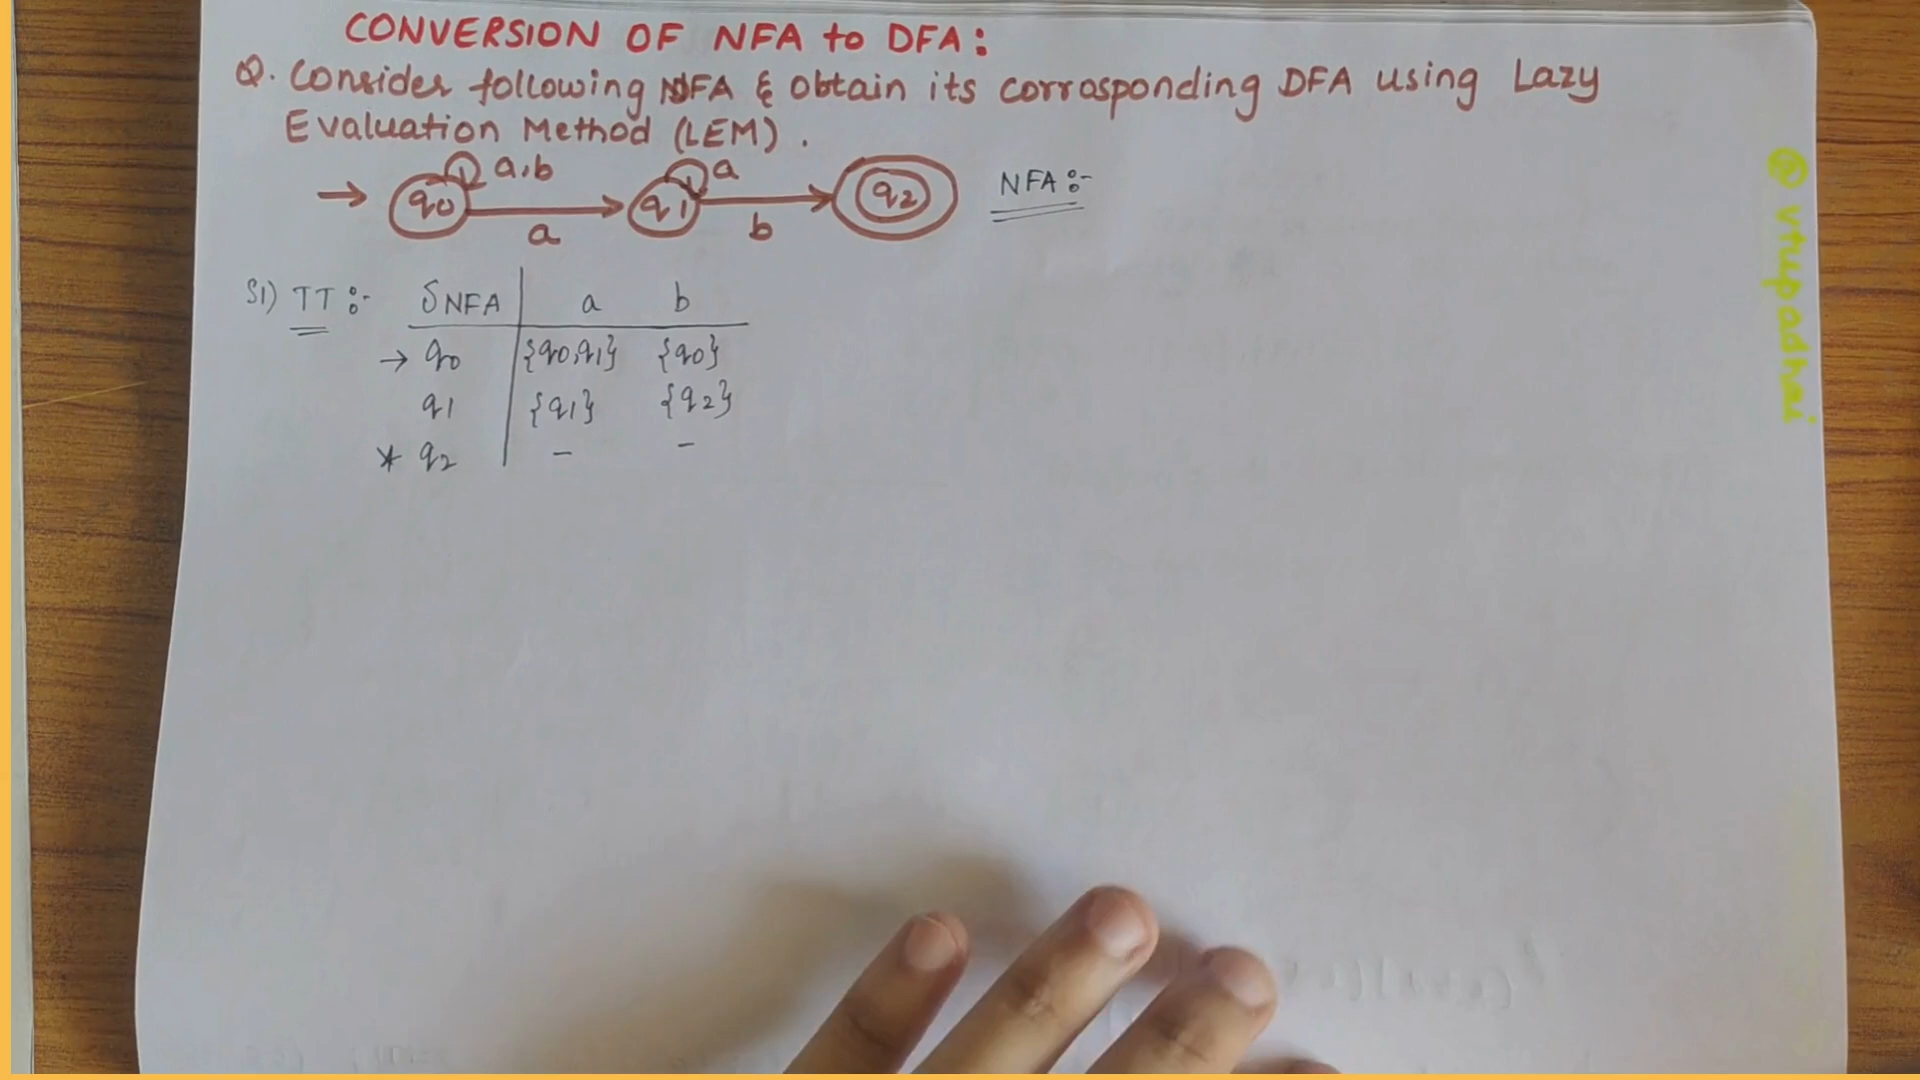 CONVERSION OF NFA to DFA:
Q. Consider following NFA & obtain its corrosponding DFA using Lazy
Evaluation Method (LEM).
a,b
a
q0
q1
q2
NFA:-
a
b
S1) TT:- δNFA a b
→ q0 {q0,q1} {q0}
q1 {q1} {q2}
* q2 - -
@vtupadhai